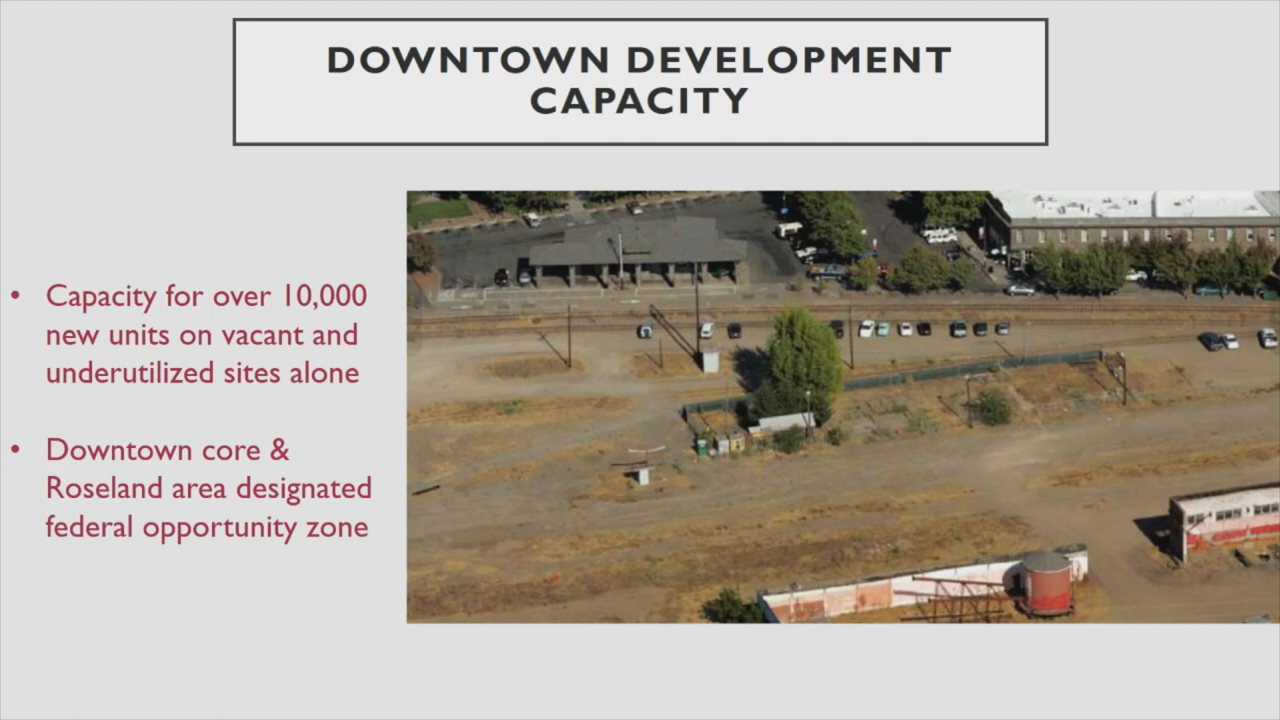 DOWNTOWN DEVELOPMENT
CAPACITY
• Capacity for over 10,000
new units on vacant and
underutilized sites alone
• Downtown core &
Roseland area designated
federal opportunity zone